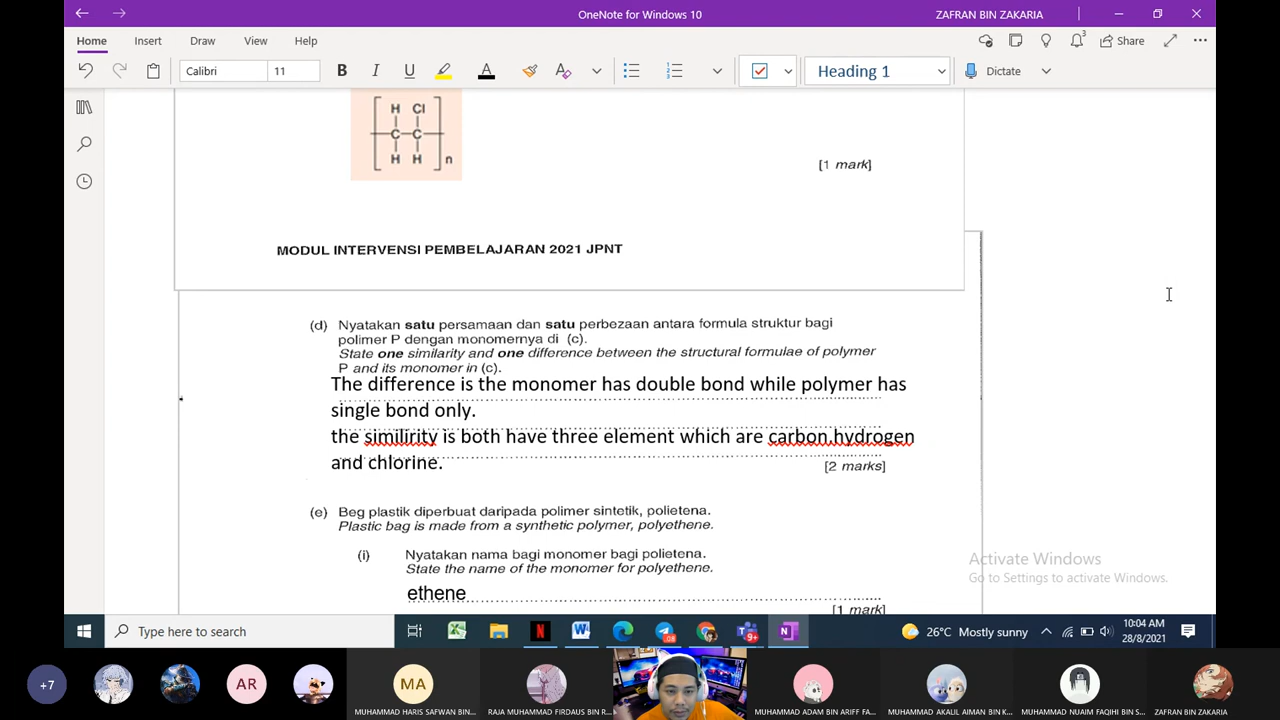 OneNote for Windows 10
ZAFRAN BIN ZAKARIA
Home Insert Draw View Help
3
Share
Calibri 11 B I U A A Heading 1 Dictate
H Cl
C C
H H n
[1 mark]
MODUL INTERVENSI PEMBELAJARAN 2021 JPNT
(d) Nyatakan satu persamaan dan satu perbezaan antara formula struktur bagi
polimer P dengan monomernya di (c).
State one similarity and one difference between the structural formulae of polymer
P and its monomer in (c).
The difference is the monomer has double bond while polymer has
single bond only.
the similirity is both have three element which are carbon,hydrogen
and chlorine.
[2 marks]
(e) Beg plastik diperbuat daripada polimer sintetik, polietena.
Plastic bag is made from a synthetic polymer, polyethene.
(i) Nyatakan nama bagi monomer bagi polietena.
State the name of the monomer for polyethene.
ethene
[1 mark]
Activate Windows
Go to Settings to activate Windows.
Type here to search
26°C Mostly sunny
10:04 AM
28/8/2021
+7
AR
MA
MUHAMMAD HARIS SAFWAN BIN...
RAJA MUHAMMAD FIRDAUS BIN R...
MUHAMMAD ADAM BIN ARIFF FA...
MUHAMMAD AKALIL AIMAN BIN K...
MUHAMMAD NUAIM FAQIHI BIN S...
ZAFRAN BIN ZAKARIA